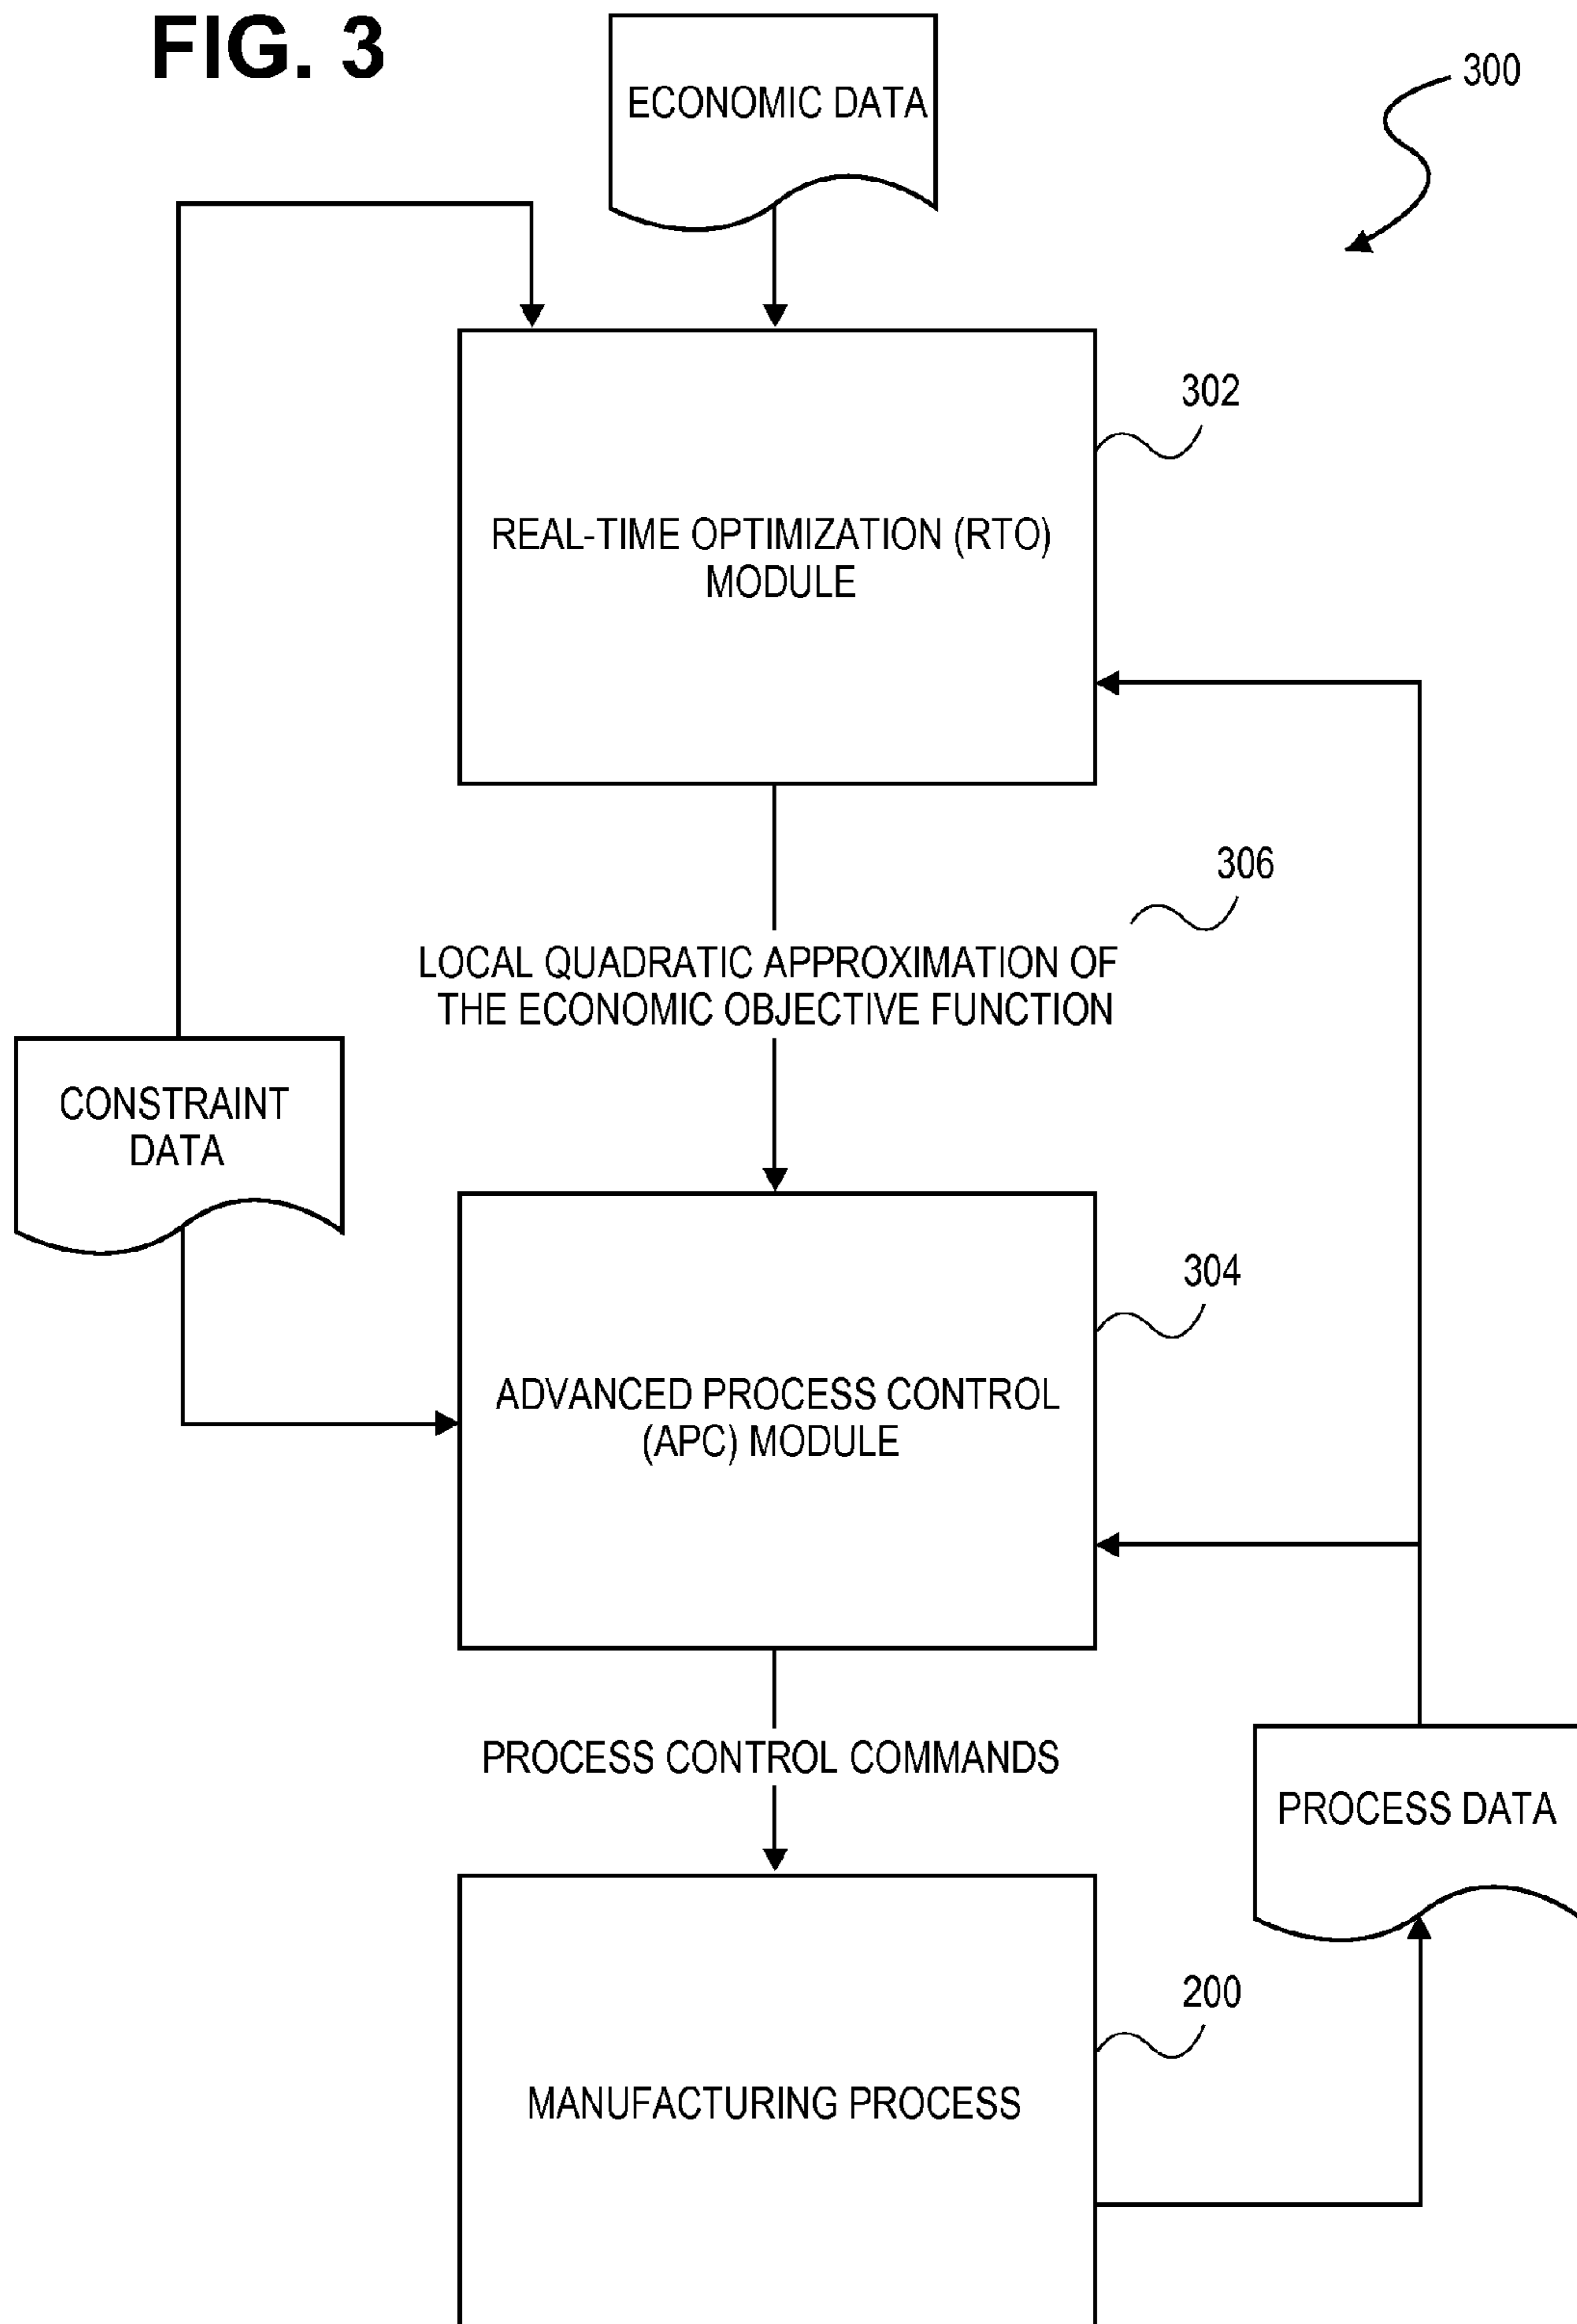 FIG. 3
ECONOMIC DATA
300
302
REAL-TIME OPTIMIZATION (RTO)
MODULE
306
LOCAL QUADRATIC APPROXIMATION OF
THE ECONOMIC OBJECTIVE FUNCTION
CONSTRAINT
DATA
304
ADVANCED PROCESS CONTROL
(APC) MODULE
PROCESS CONTROL COMMANDS
PROCESS DATA
200
MANUFACTURING PROCESS